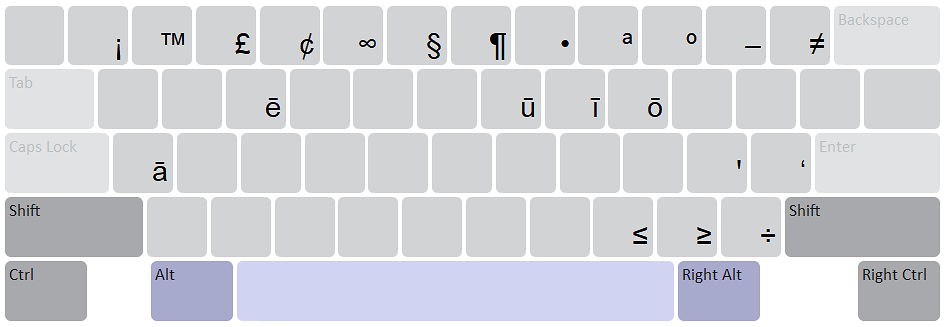 ¡ ™ £ ¢ ∞ § ¶ • ª º – ≠ Backspace
Tab ē ū ī ō
Caps Lock ā ' ‘ Enter
Shift ≤ ≥ ÷ Shift
Ctrl Alt Right Alt Right Ctrl